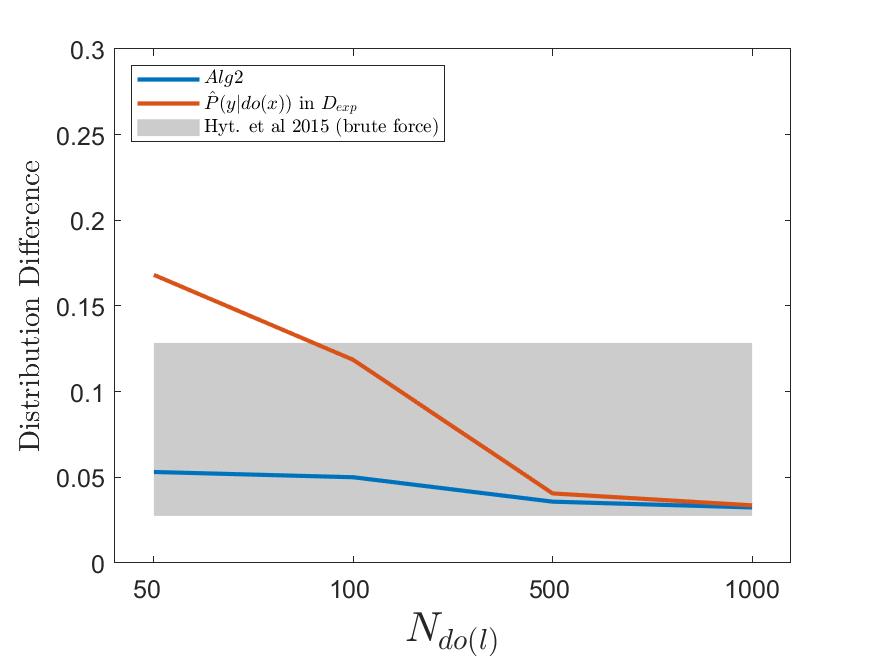 0.3
0.25
0.2
0.15
0.1
0.05
0
Distribution Difference
Alg2
P̂(y|do(x)) in D_exp
Hyt. et al 2015 (brute force)
50 100 500 1000
N_do(l)